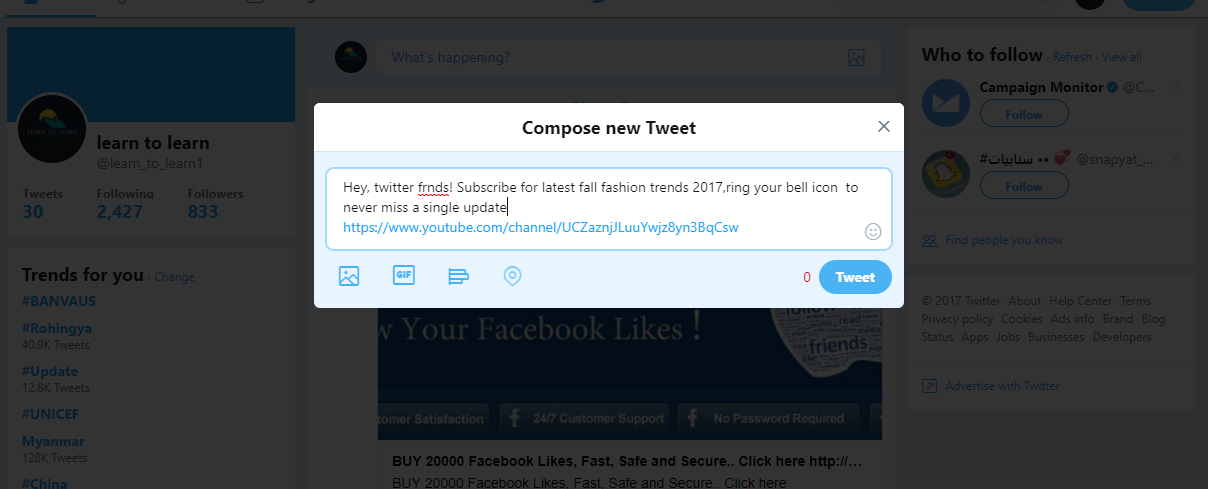 What's happening?
Who to follow · Refresh · View all
Campaign Monitor @C...
Follow
#سنابيات @snapyat_...
Follow
Find people you know
© 2017 Twitter About Help Center Terms
Privacy policy Cookies Ads info Brand Blog
Status Apps Jobs Businesses Developers
Advertise with Twitter
learn to learn
@learn_to_learn1
Tweets Following Followers
30 2,427 833
Trends for you · Change
#BANVAUS
#Rohingya
40.9K Tweets
#Update
12.8K Tweets
#UNICEF
Myanmar
128K Tweets
#China
Compose new Tweet
Hey, twitter frnds! Subscribe for latest fall fashion trends 2017,ring your bell icon  to
never miss a single update
https://www.youtube.com/channel/UCZaznjJLuuYwjz8yn3BqCsw
GIF
0 Tweet
w Your Facebook Likes !
friends
tomer Satisfaction 24/7 Customer Support No Password Required
BUY 20000 Facebook Likes, Fast, Safe and Secure.. Click here http://...
BUY 20000 Facebook Likes, Fast, Safe and Secure.. Click here